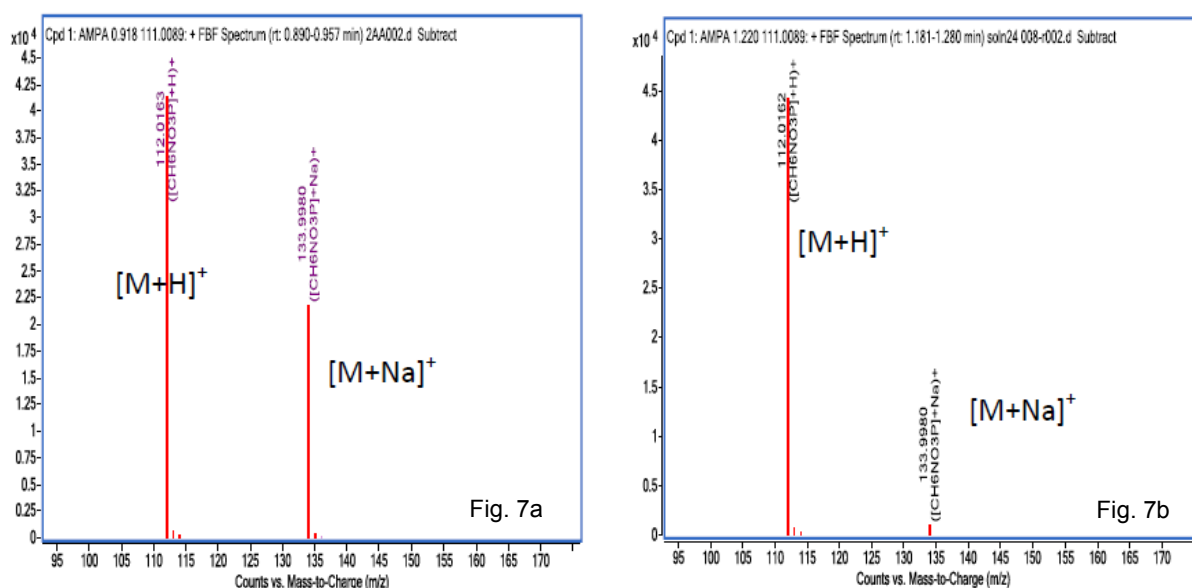 Cpd 1: AMPA 0.918 111.0089: + FBF Spectrum (rt: 0.890-0.957 min) 2AA002.d Subtract
x10⁴
4.5
4.25
4
3.75
3.5
3.25
3
2.75
2.5
2.25
2
1.75
1.5
1.25
1
0.75
0.5
0.25
0
112.0163
([CH6NO3P]+H)+
133.9980
([CH6NO3P]+Na)+
[M+H]⁺
[M+Na]⁺
Fig. 7a
95 100 105 110 115 120 125 130 135 140 145 150 155 160 165 170
Counts vs. Mass-to-Charge (m/z)
Cpd 1: AMPA 1.220 111.0089: + FBF Spectrum (rt: 1.181-1.280 min) soln24 008-r002.d Subtract
x10⁴
4.5
4
3.5
3
2.5
2
1.5
1
0.5
0
112.0162
([CH6NO3P]+H)+
133.9980
([CH6NO3P]+Na)+
[M+H]⁺
[M+Na]⁺
Fig. 7b
95 100 105 110 115 120 125 130 135 140 145 150 155 160 165 170
Counts vs. Mass-to-Charge (m/z)